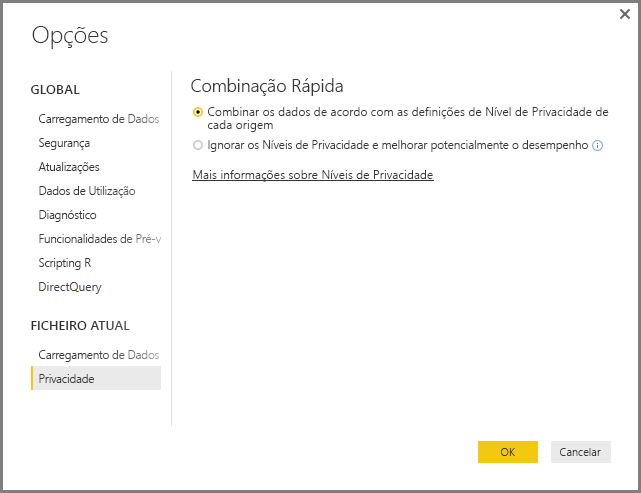 Opções
GLOBAL
Carregamento de Dados
Segurança
Atualizações
Dados de Utilização
Diagnóstico
Funcionalidades de Pré-v
Scripting R
DirectQuery
FICHEIRO ATUAL
Carregamento de Dados
Privacidade
Combinação Rápida
Combinar os dados de acordo com as definições de Nível de Privacidade de
cada origem
Ignorar os Níveis de Privacidade e melhorar potencialmente o desempenho
Mais informações sobre Níveis de Privacidade
OK
Cancelar